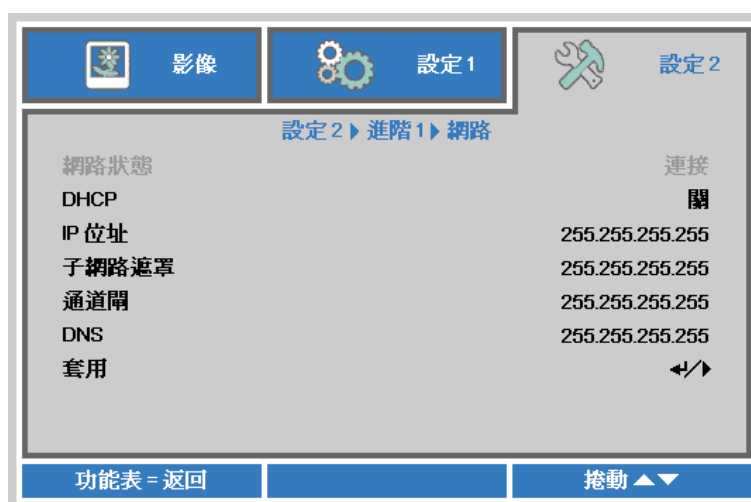 影像 設定1 設定2
設定2 ▶ 進階1 ▶ 網路
網路狀態 連接
DHCP 關
IP 位址 255.255.255.255
子網路遮罩 255.255.255.255
通道閘 255.255.255.255
DNS 255.255.255.255
套用 ↵/▶
功能表 = 返回 捲動 ▲▼